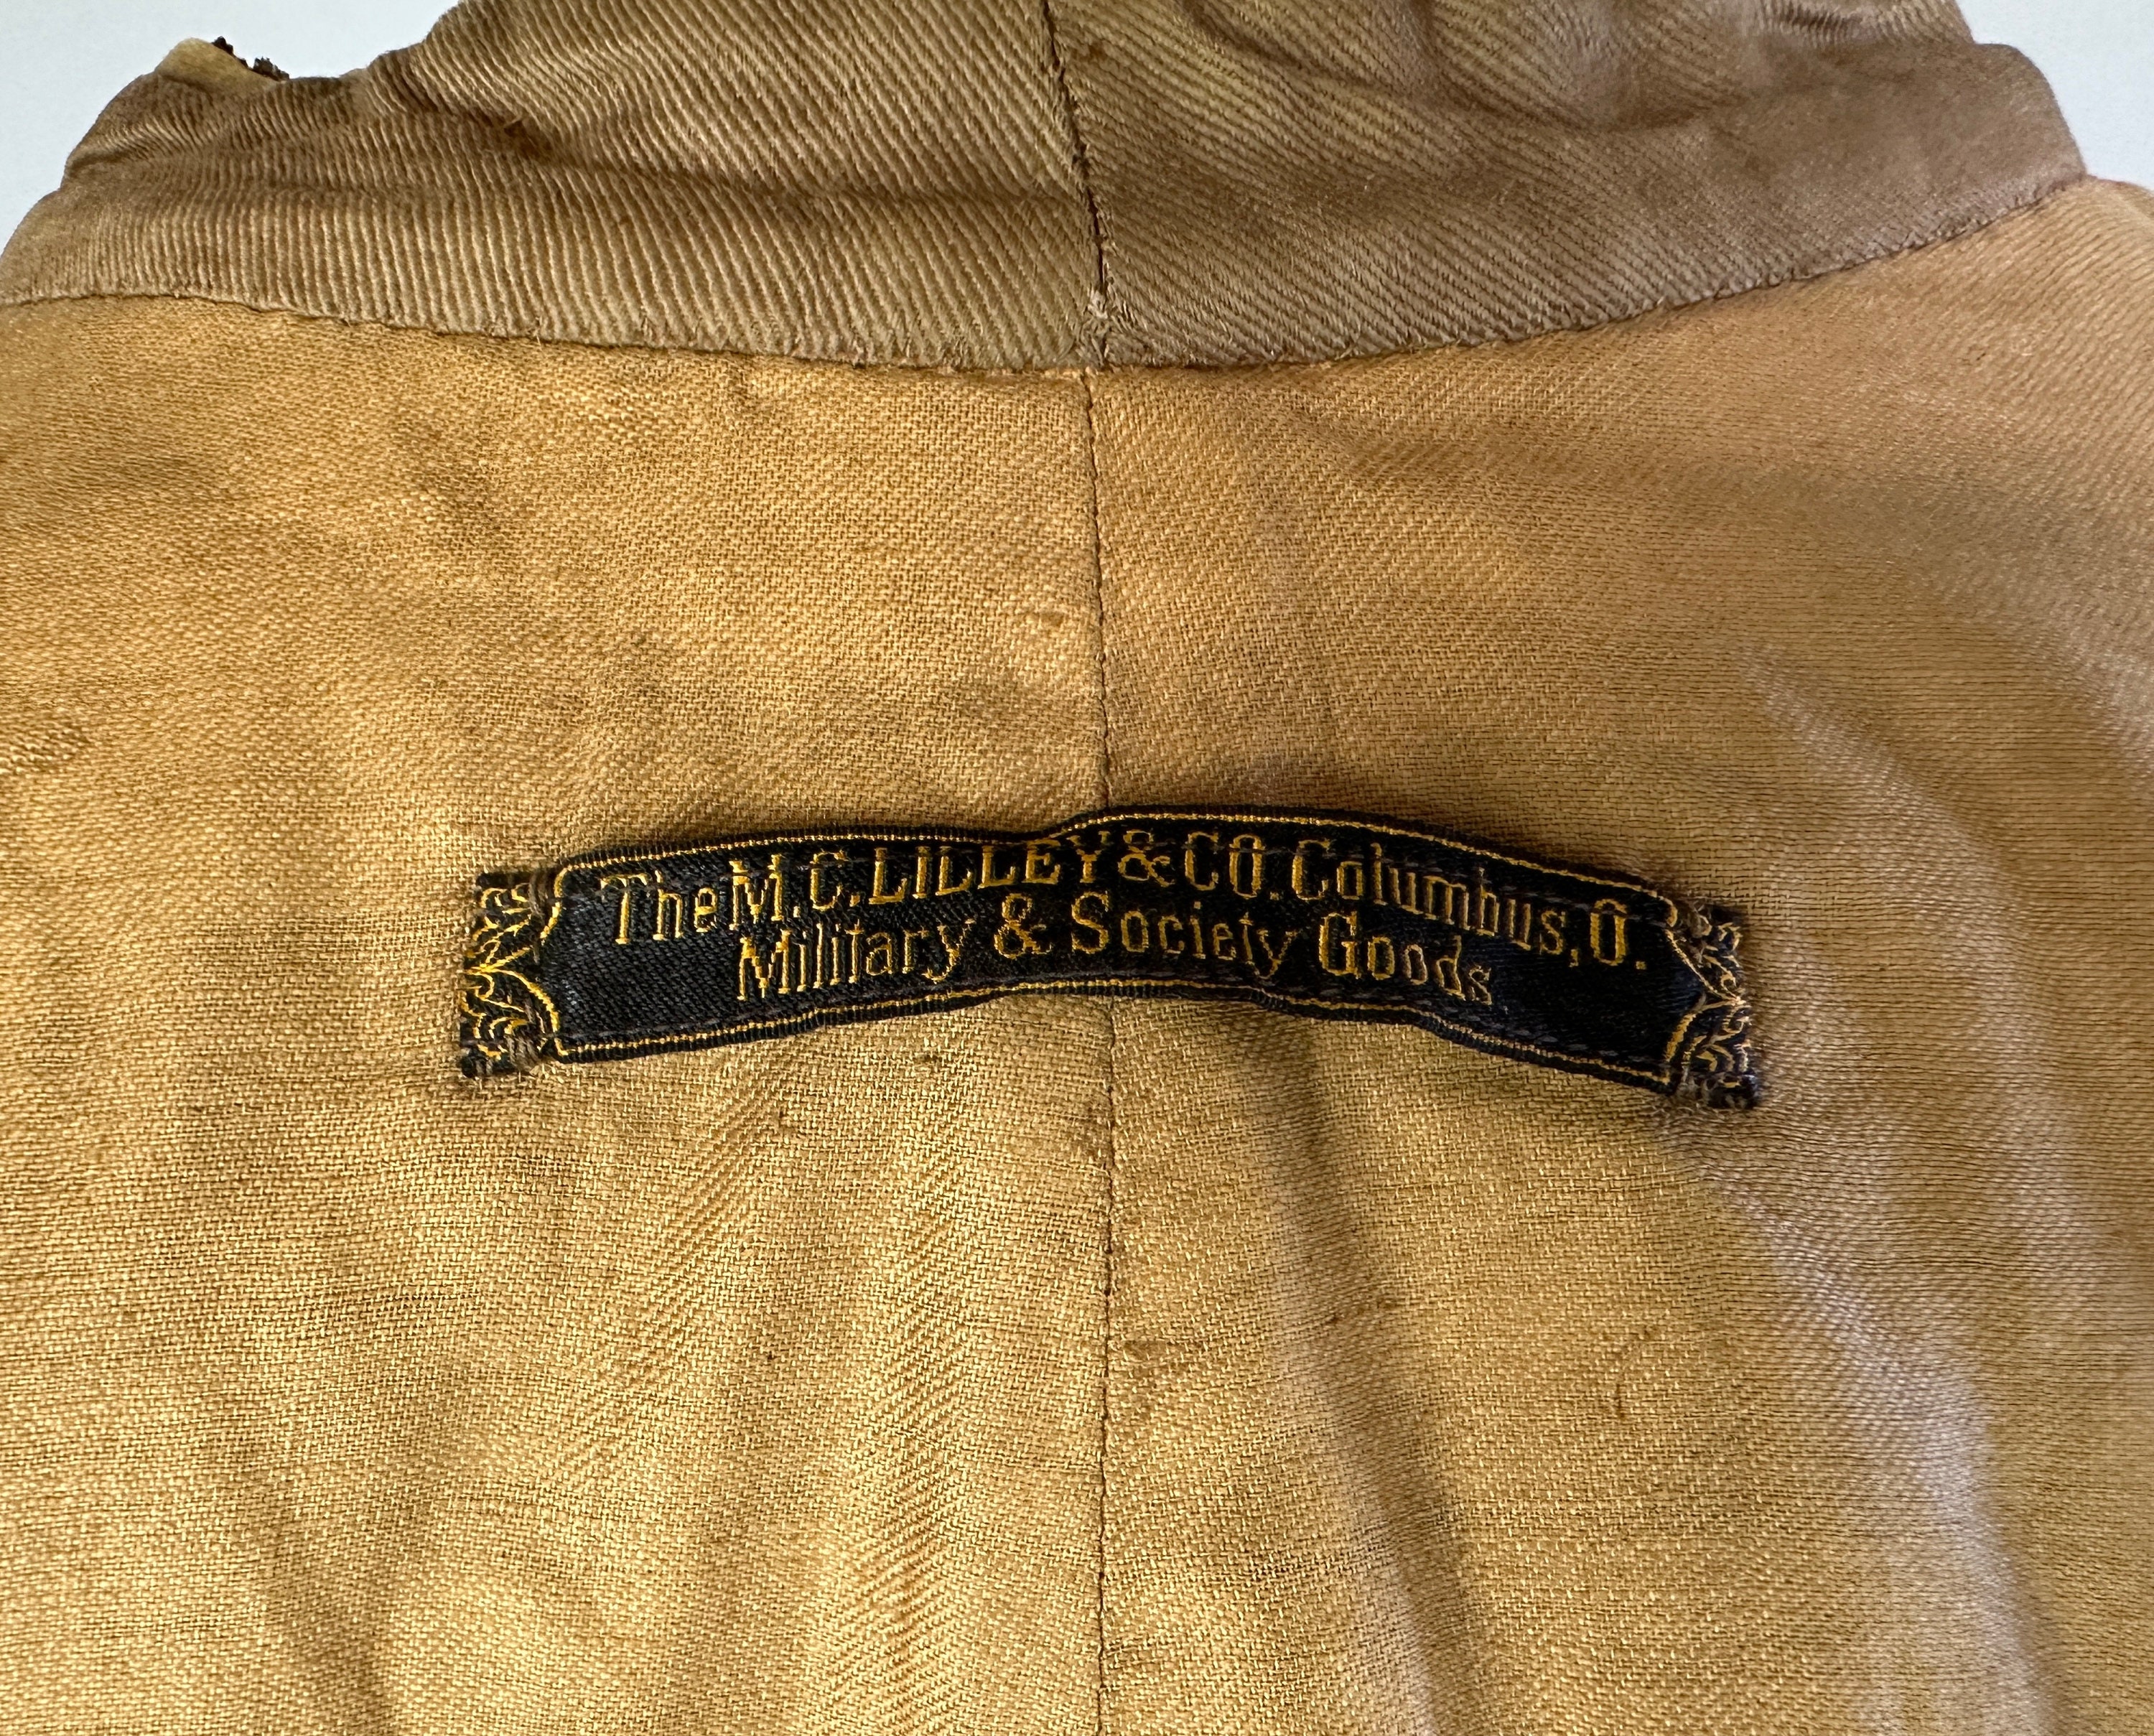 The M.C. LILLEY & CO. Columbus, O.
Military & Society Goods